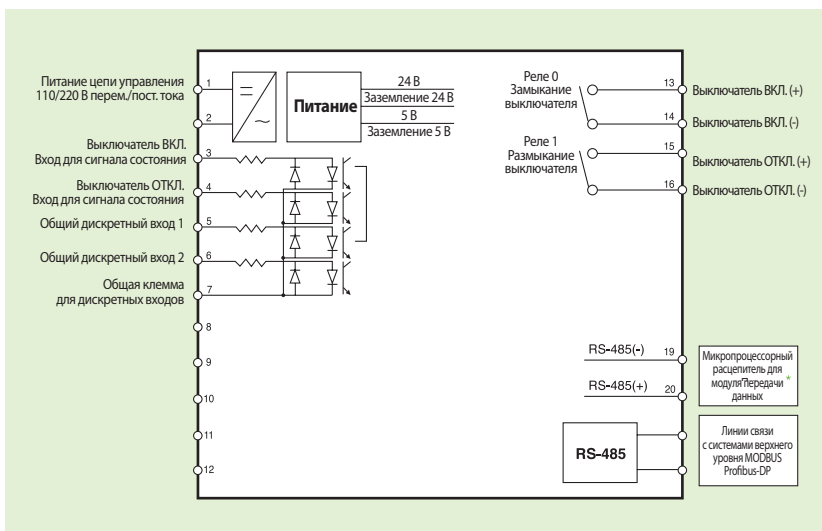 Питание цепи управления
110/220 В перем./пост. тока
1
2
Питание
24 В
Заземление 24 В
5 В
Заземление 5 В
Выключатель ВКЛ.
Вход для сигнала состояния
3
Выключатель ОТКЛ.
Вход для сигнала состояния
4
Общий дискретный вход 1
5
Общий дискретный вход 2
6
Общая клемма
для дискретных входов
7
8
9
10
11
12
Реле 0
Замыкание
выключателя
13
Выключатель ВКЛ. (+)
14
Выключатель ВКЛ. (-)
Реле 1
Размыкание
выключателя
15
Выключатель ОТКЛ. (+)
16
Выключатель ОТКЛ. (-)
RS-485(-)
19
RS-485(+)
20
Микропроцессорный
расцепитель для
модуля передачи *
данных
RS-485
Линии связи
с системами верхнего
уровня MODBUS
Profibus-DP